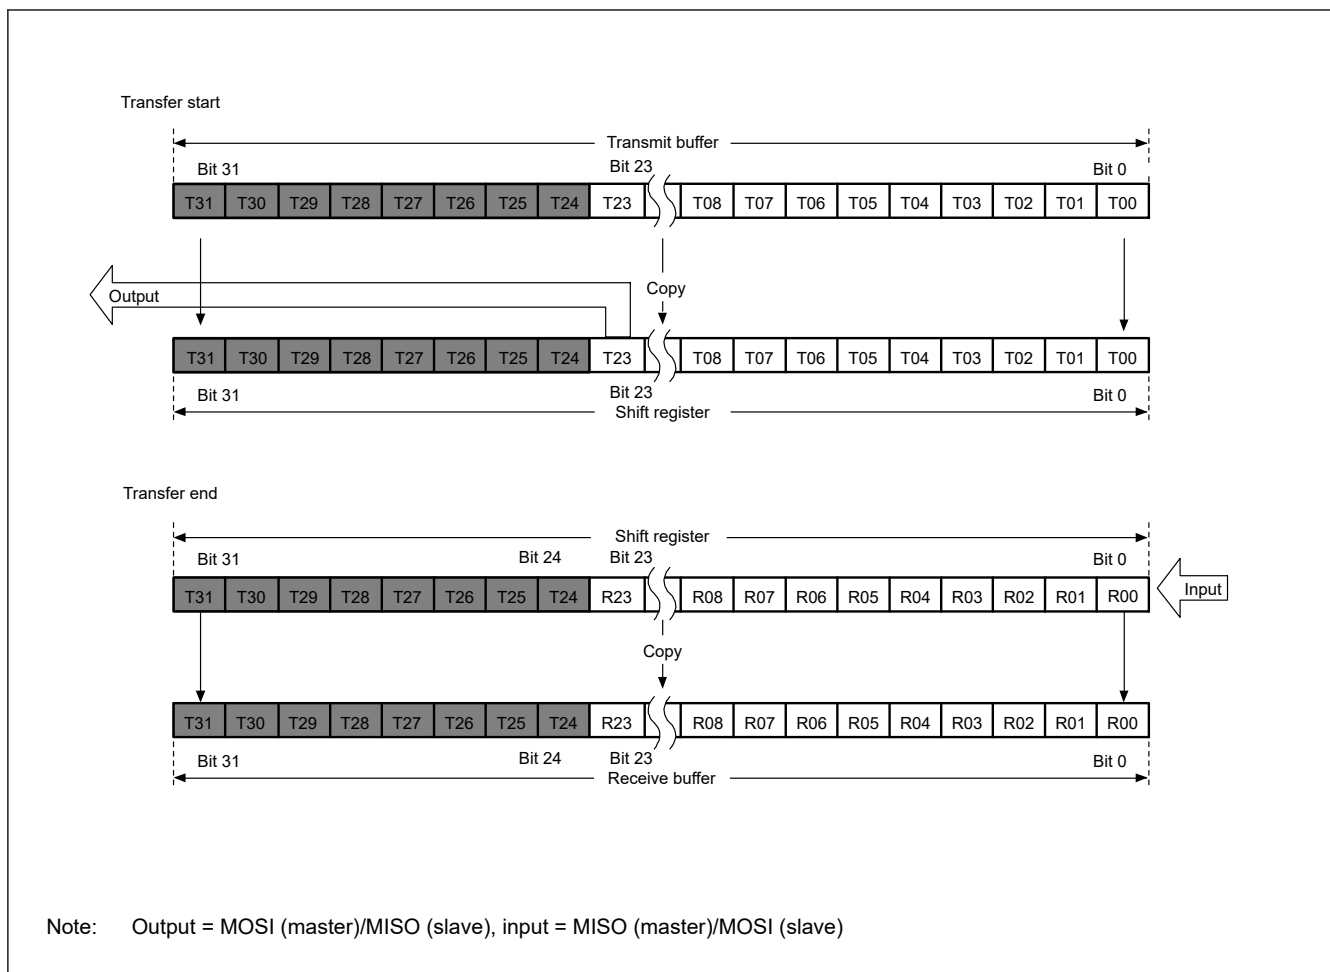 Transfer start
Transmit buffer
Bit 31 Bit 23 Bit 0
T31 T30 T29 T28 T27 T26 T25 T24 T23 T08 T07 T06 T05 T04 T03 T02 T01 T00
Output Copy
T31 T30 T29 T28 T27 T26 T25 T24 T23 T08 T07 T06 T05 T04 T03 T02 T01 T00
Bit 31 Bit 23 Bit 0
Shift register
Transfer end
Shift register
Bit 31 Bit 24 Bit 23 Bit 0
T31 T30 T29 T28 T27 T26 T25 T24 R23 R08 R07 R06 R05 R04 R03 R02 R01 R00 Input
Copy
T31 T30 T29 T28 T27 T26 T25 T24 R23 R08 R07 R06 R05 R04 R03 R02 R01 R00
Bit 31 Bit 24 Bit 23 Bit 0
Receive buffer
Note: Output = MOSI (master)/MISO (slave), input = MISO (master)/MOSI (slave)